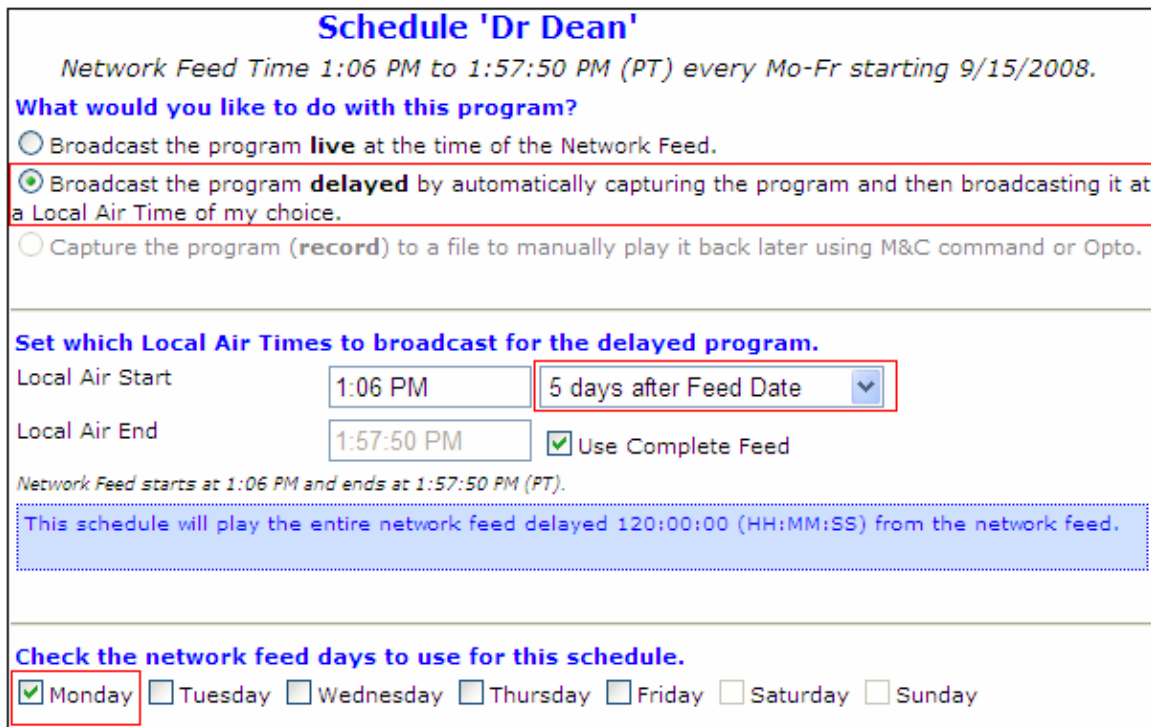 Schedule 'Dr Dean'
Network Feed Time 1:06 PM to 1:57:50 PM (PT) every Mo-Fr starting 9/15/2008.
What would you like to do with this program?
Broadcast the program live at the time of the Network Feed.
Broadcast the program delayed by automatically capturing the program and then broadcasting it at
a Local Air Time of my choice.
Capture the program (record) to a file to manually play it back later using M&C command or Opto.
Set which Local Air Times to broadcast for the delayed program.
Local Air Start 1:06 PM 5 days after Feed Date
Local Air End 1:57:50 PM Use Complete Feed
Network Feed starts at 1:06 PM and ends at 1:57:50 PM (PT).
This schedule will play the entire network feed delayed 120:00:00 (HH:MM:SS) from the network feed.
Check the network feed days to use for this schedule.
Monday Tuesday Wednesday Thursday Friday Saturday Sunday